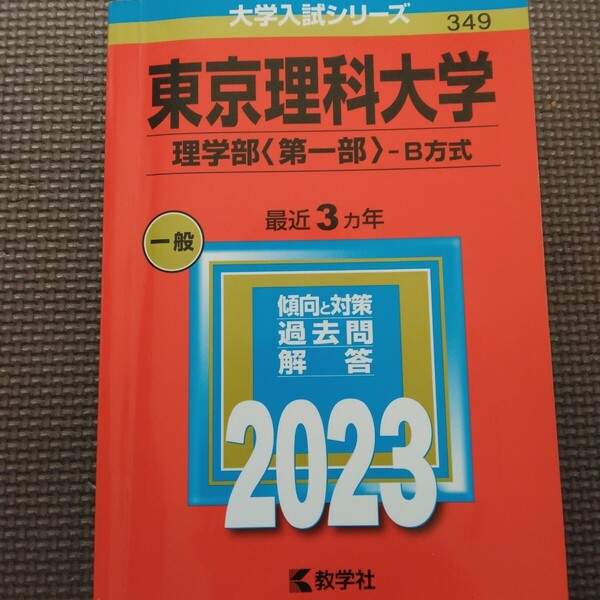 大学入試シリーズ
349
東京理科大学
理学部〈第一部〉-B方式
最近3ヵ年
一般
傾向と対策
過去問
解答
2023
教学社